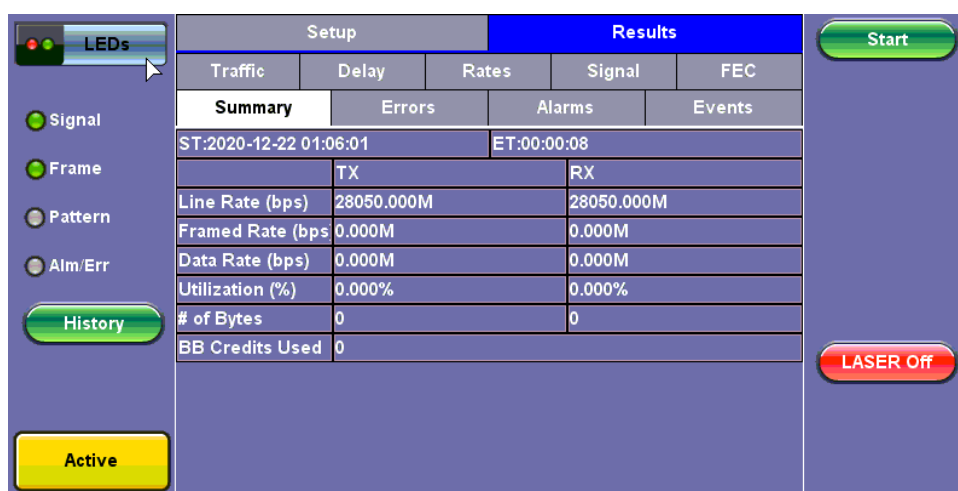 LEDs
Setup
Results
Start
Traffic
Delay
Rates
Signal
FEC
Summary
Errors
Alarms
Events
Signal
Frame
Pattern
Alm/Err
History
Active
ST:2020-12-22 01:06:01 ET:00:00:08
TX RX
Line Rate (bps) 28050.000M 28050.000M
Framed Rate (bps 0.000M 0.000M
Data Rate (bps) 0.000M 0.000M
Utilization (%) 0.000% 0.000%
# of Bytes 0 0
BB Credits Used 0
LASER Off